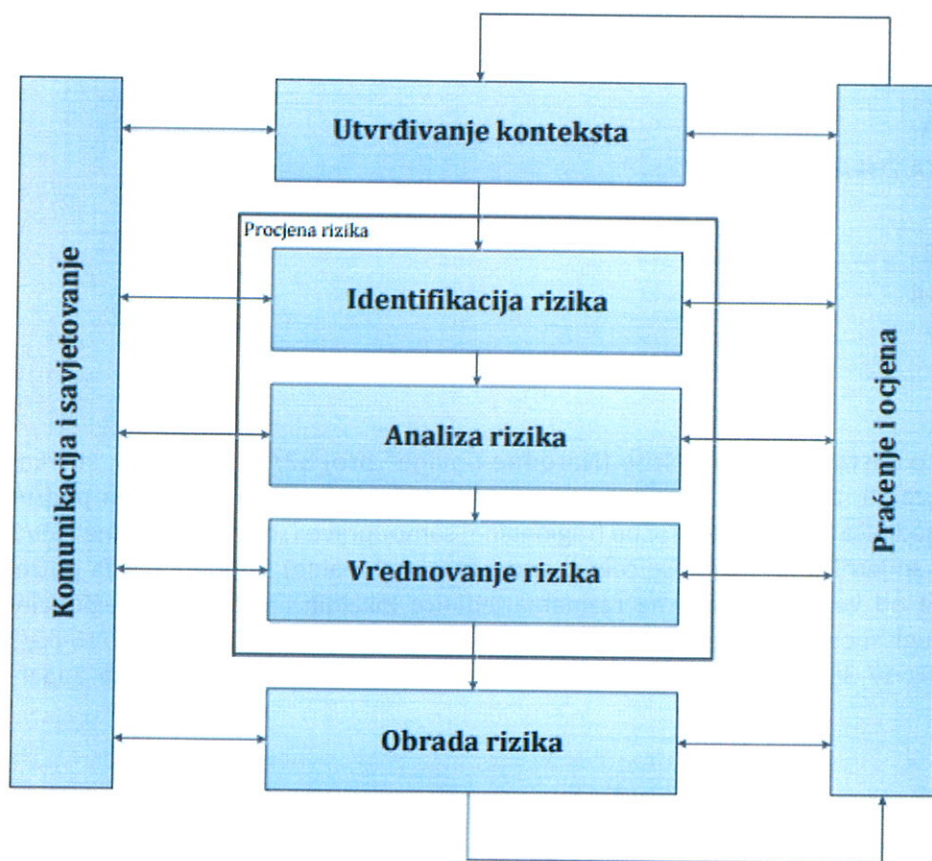 Utvrđivanje konteksta
Procjena rizika
Identifikacija rizika
Analiza rizika
Vrednovanje rizika
Obrada rizika
Komunikacija i savjetovanje
Praćenje i ocjena